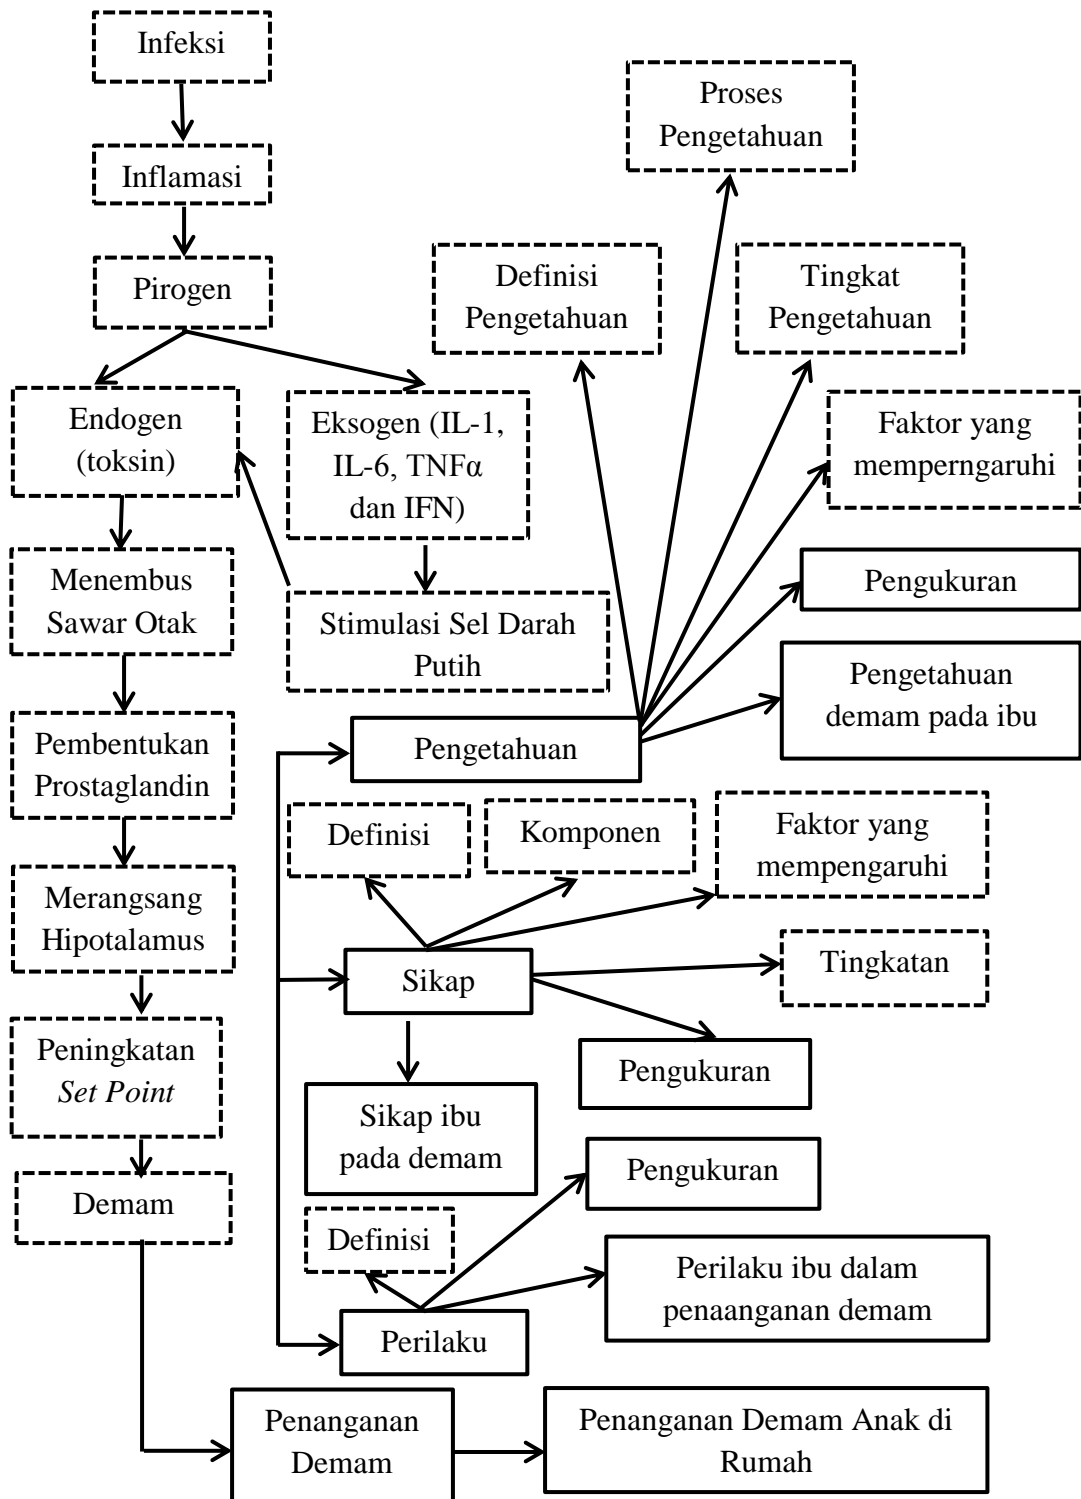 Infeksi
Inflamasi
Pirogen
Endogen
(toksin)
Eksogen (IL-1,
IL-6, TNFα
dan IFN)
Menembus
Sawar Otak
Stimulasi Sel Darah
Putih
Pembentukan
Prostaglandin
Merangsang
Hipotalamus
Peningkatan
Set Point
Demam
Proses
Pengetahuan
Definisi
Pengetahuan
Tingkat
Pengetahuan
Faktor yang
memperngaruhi
Pengukuran
Pengetahuan
demam pada ibu
Pengetahuan
Definisi
Komponen
Faktor yang
mempengaruhi
Sikap
Tingkatan
Pengukuran
Sikap ibu
pada demam
Pengukuran
Definisi
Perilaku ibu dalam
penaanganan demam
Perilaku
Penanganan
Demam
Penanganan Demam Anak di
Rumah